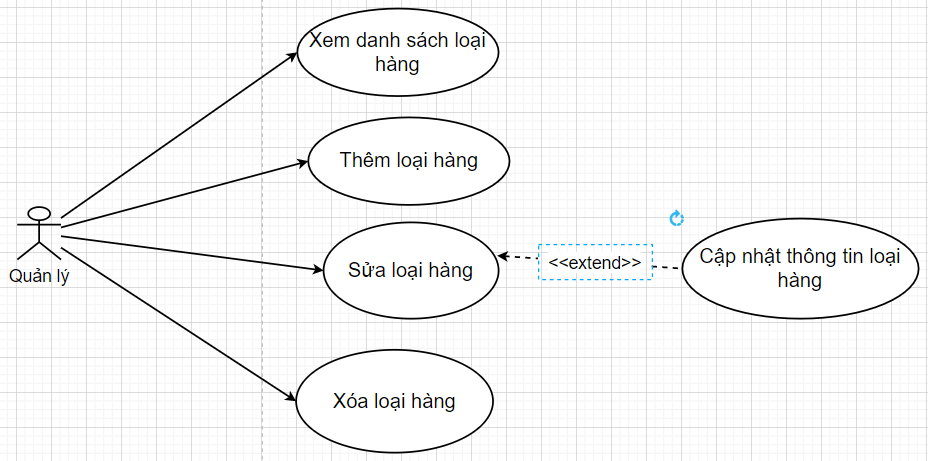 Xem danh sách loại
hàng
Thêm loại hàng
Quản lý
Sửa loại hàng
<<extend>>
Cập nhật thông tin loại
hàng
Xóa loại hàng